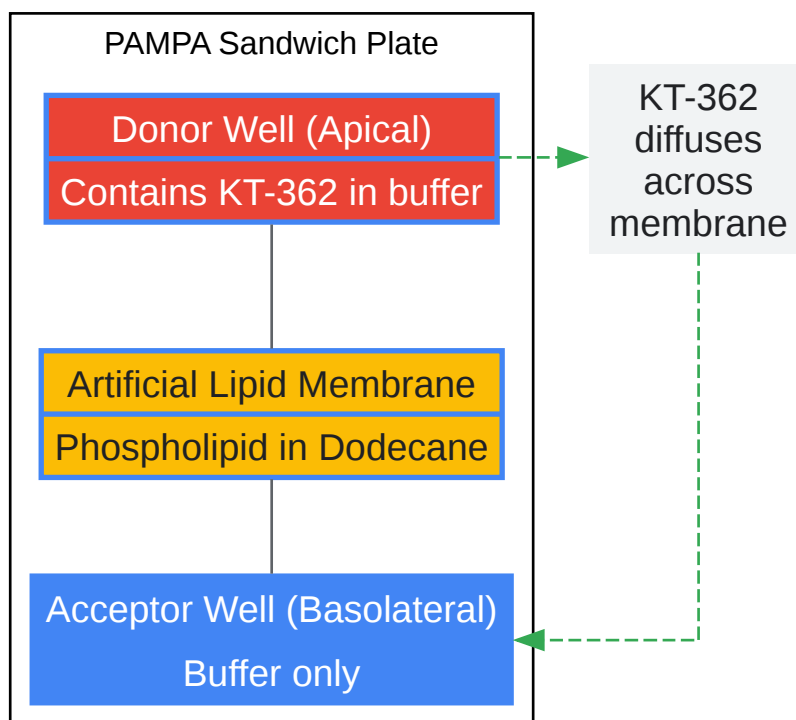 PAMPA Sandwich Plate
Donor Well (Apical)
Contains KT-362 in buffer
KT-362
diffuses
across
membrane
Artificial Lipid Membrane
Phospholipid in Dodecane
Acceptor Well (Basolateral)
Buffer only